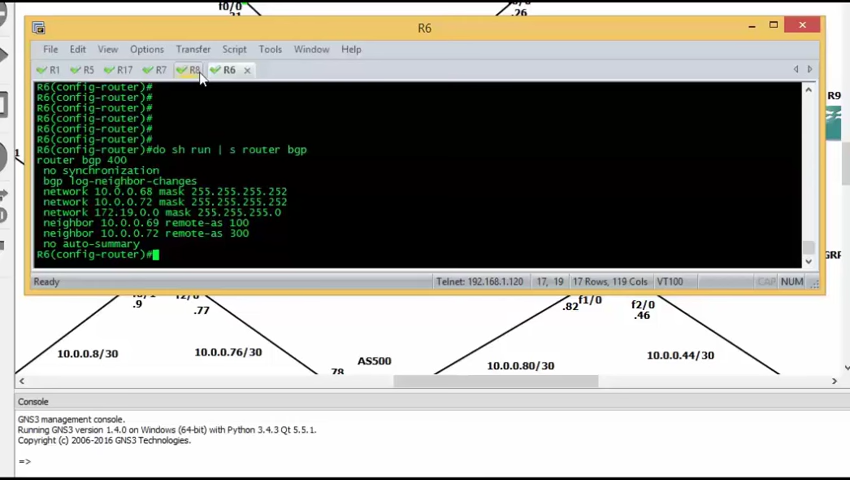 f0/0
.21
.26
R6
File Edit View Options Transfer Script Tools Window Help
R1 R5 R17 R7 R8 R6
R9
R6(config-router)#
R6(config-router)#
R6(config-router)#
R6(config-router)#
R6(config-router)#
R6(config-router)#
R6(config-router)#do sh run | s router bgp
router bgp 400
no synchronization
bgp log-neighbor-changes
network 10.0.0.68 mask 255.255.255.252
network 10.0.0.72 mask 255.255.255.252
network 172.19.0.0 mask 255.255.255.0
neighbor 10.0.0.69 remote-as 100
neighbor 10.0.0.72 remote-as 300
no auto-summary
R6(config-router)#
Ready Telnet: 192.168.1.120 17, 19 17 Rows, 119 Cols VT100 CAP NUM
f2/0
.9
.77
f1/0
.82
f2/0
.46
10.0.0.8/30
10.0.0.76/30
AS500
78
10.0.0.80/30
10.0.0.44/30
Console
GNS3 management console.
Running GNS3 version 1.4.0 on Windows (64-bit) with Python 3.4.3 Qt 5.5.1.
Copyright (c) 2006-2016 GNS3 Technologies.
=>